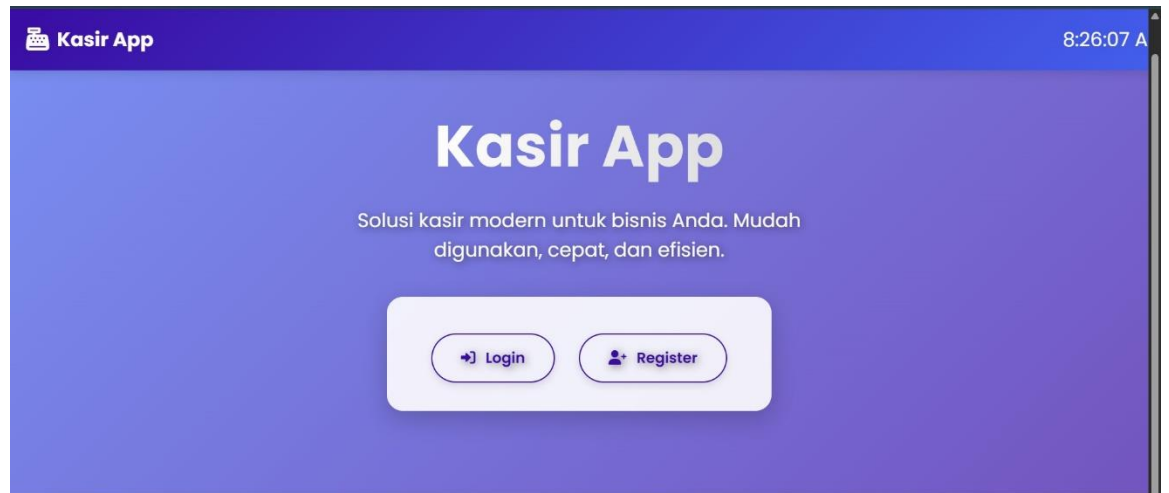 Kasir App
8:26:07 A
Kasir App
Solusi kasir modern untuk bisnis Anda. Mudah
digunakan, cepat, dan efisien.
Login
Register